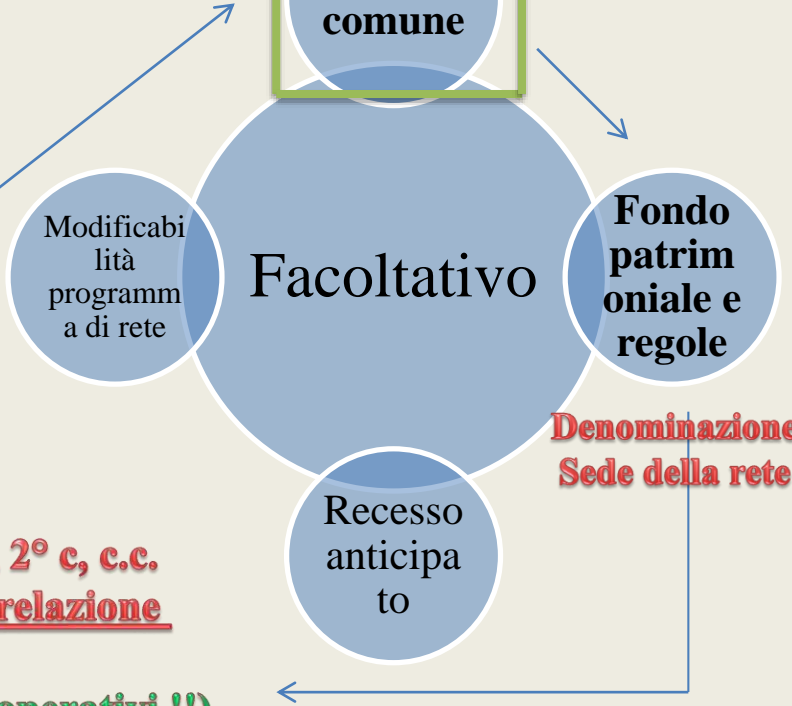 comune
Modificabi
lità
programm
a di rete
Facoltativo
Fondo
patrim
oniale e
regole
Denominazione
Sede della rete
Recesso
anticipa
to
2° c, c.c.
relazione
operativi !!)